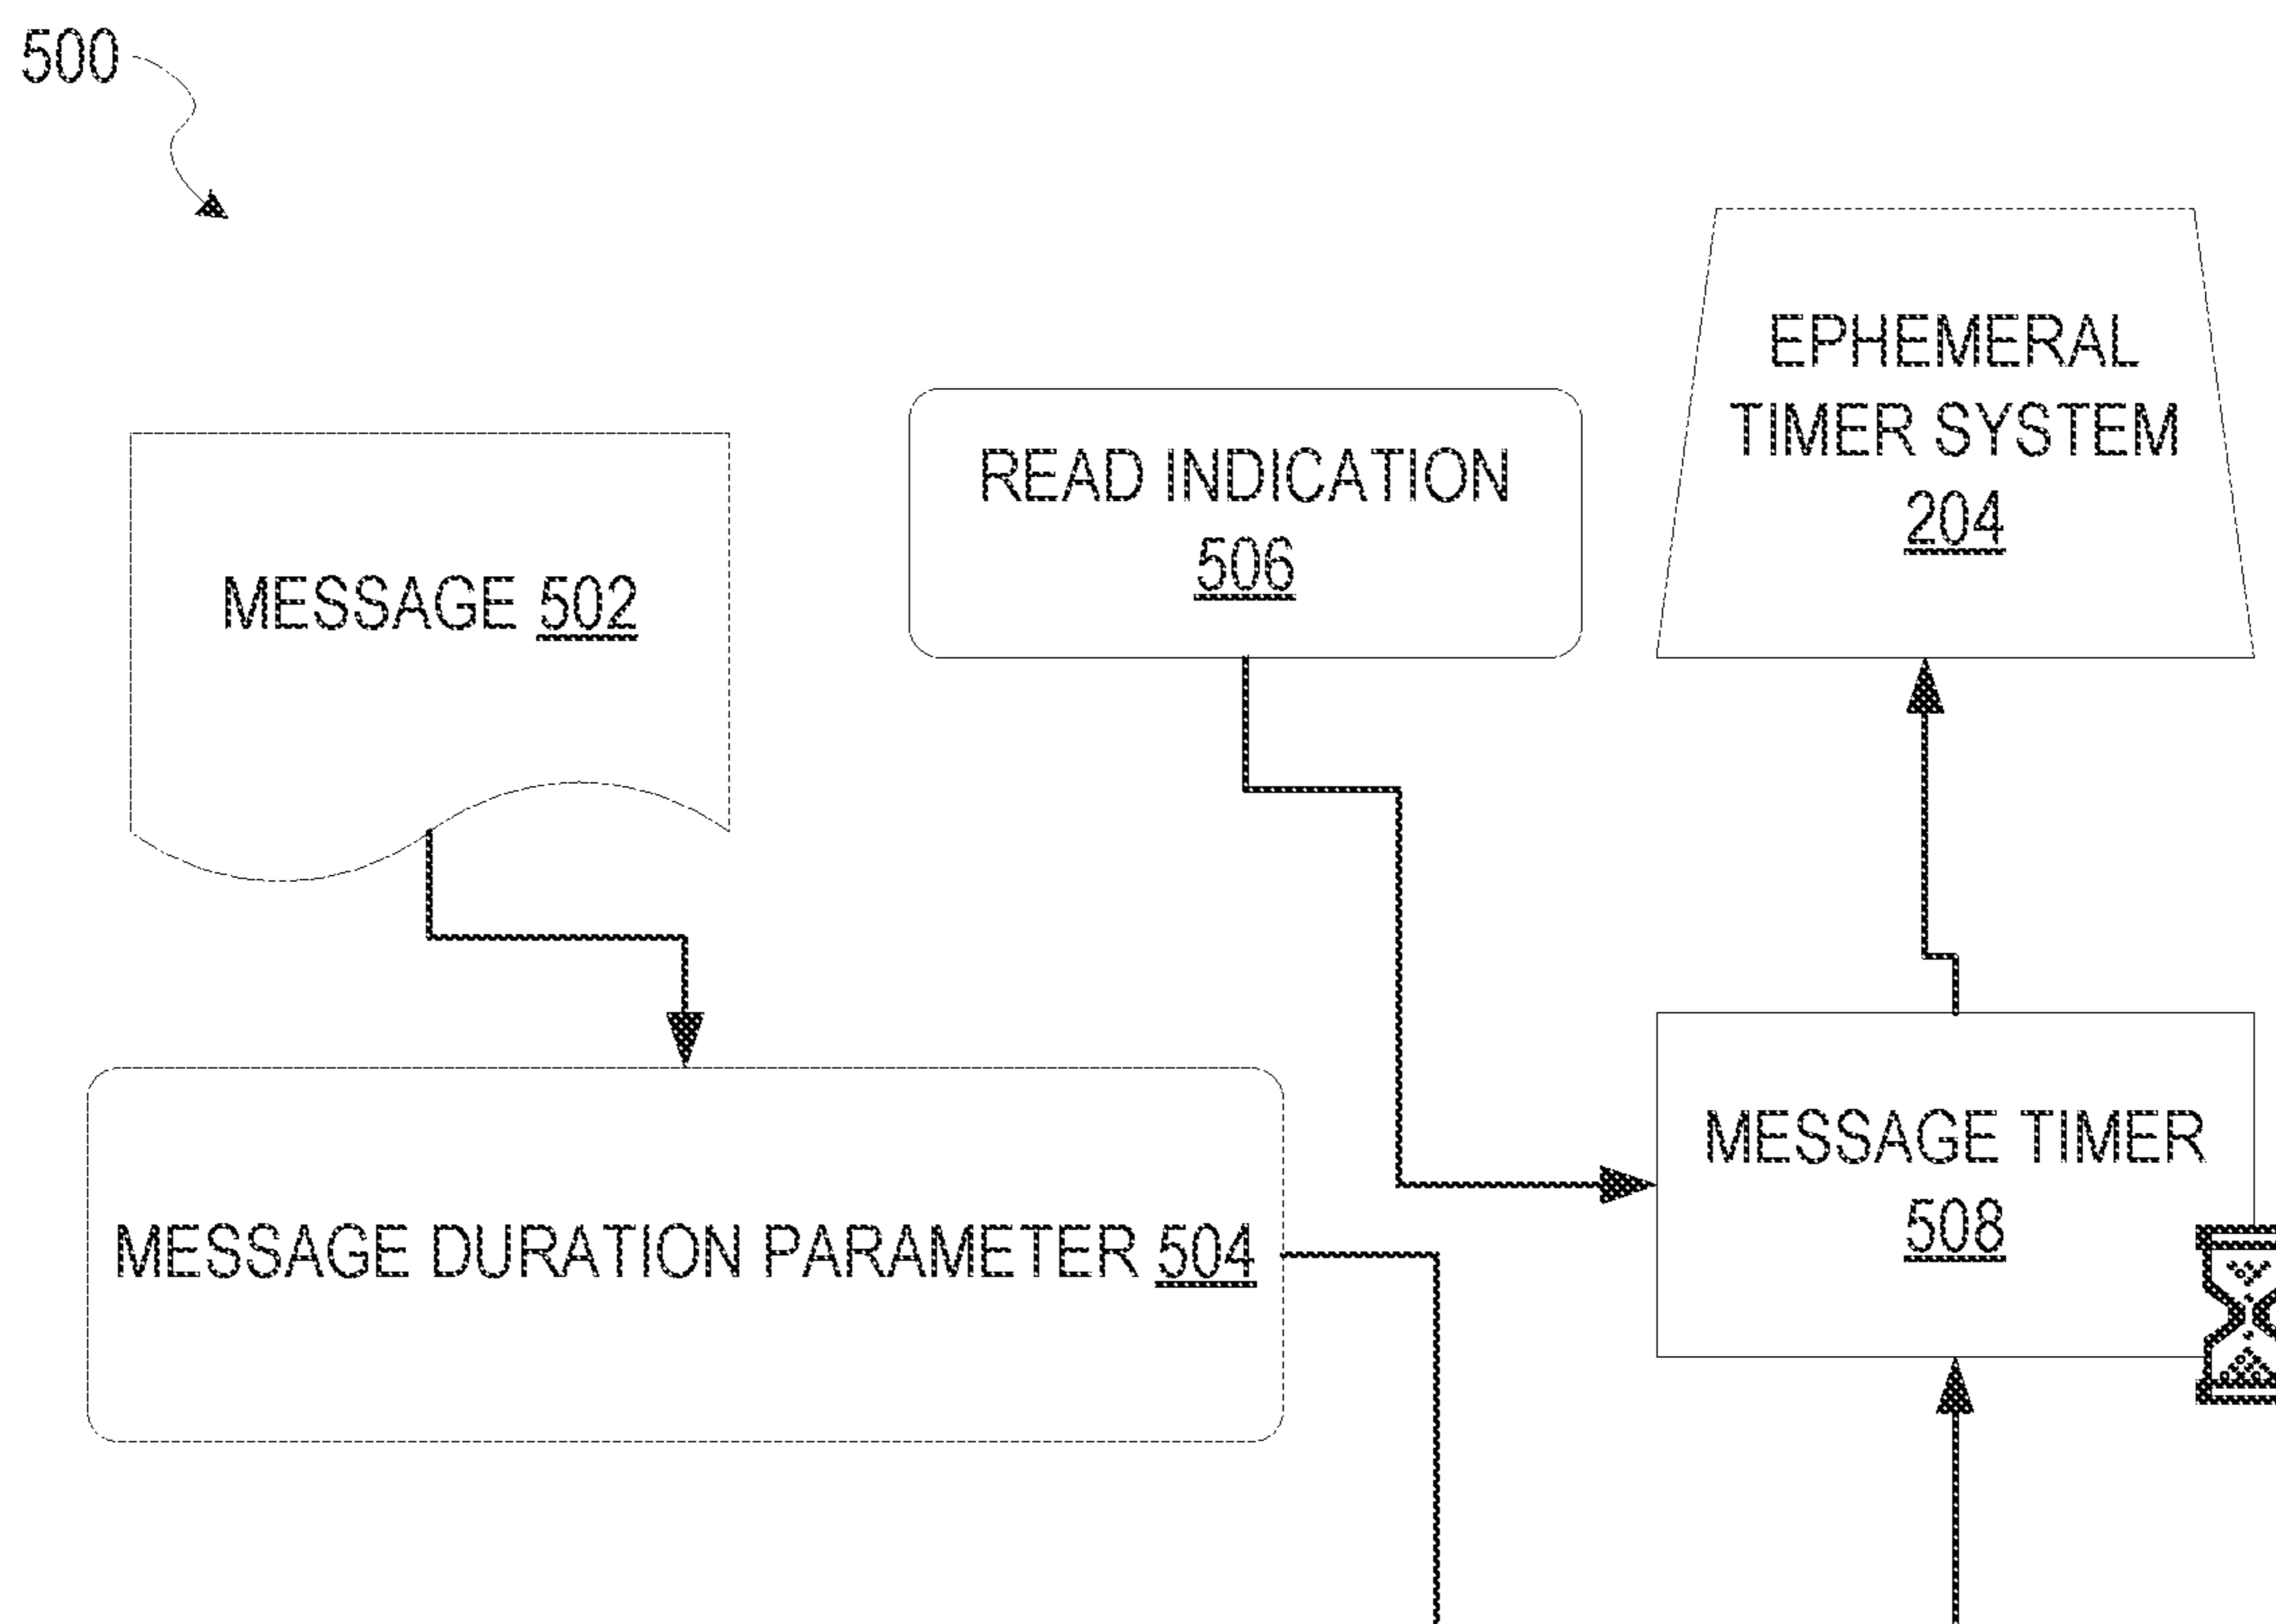 500
EPHEMERAL
TIMER SYSTEM
204
READ INDICATION
506
MESSAGE 502
MESSAGE TIMER
508
MESSAGE DURATION PARAMETER 504